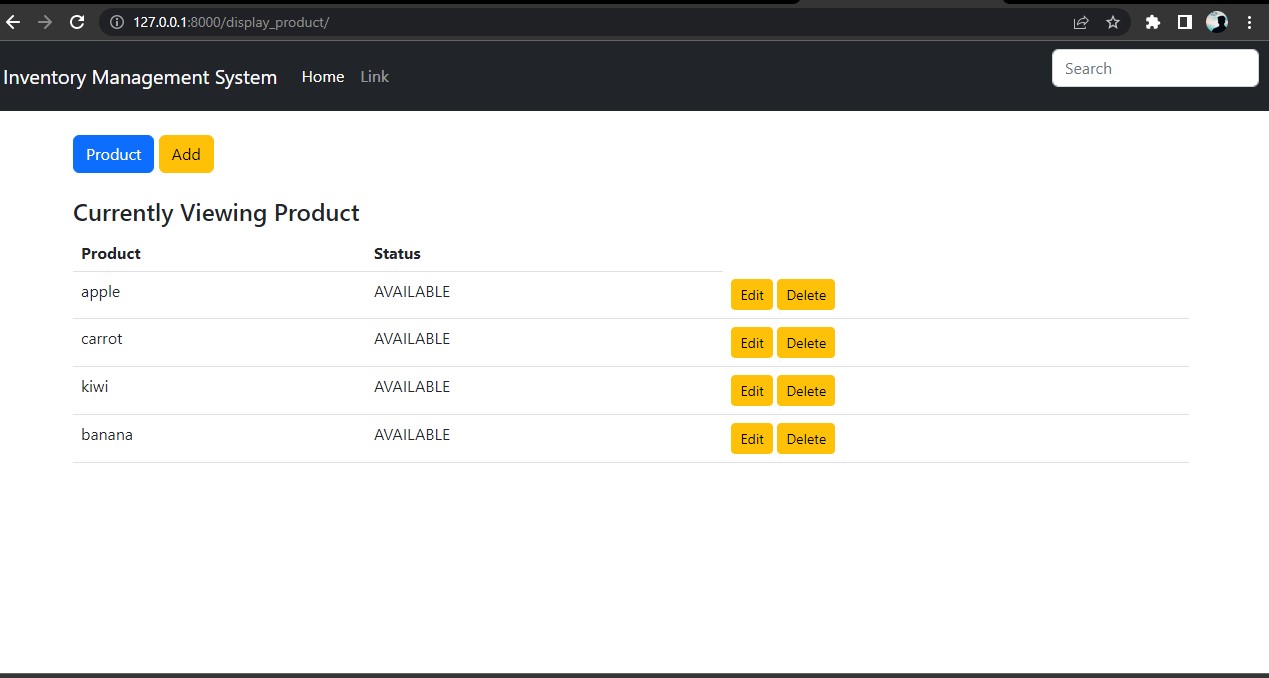 127.0.0.1:8000/display_product/
Inventory Management System Home Link Search
Product Add
Currently Viewing Product
Product Status
apple AVAILABLE Edit Delete
carrot AVAILABLE Edit Delete
kiwi AVAILABLE Edit Delete
banana AVAILABLE Edit Delete